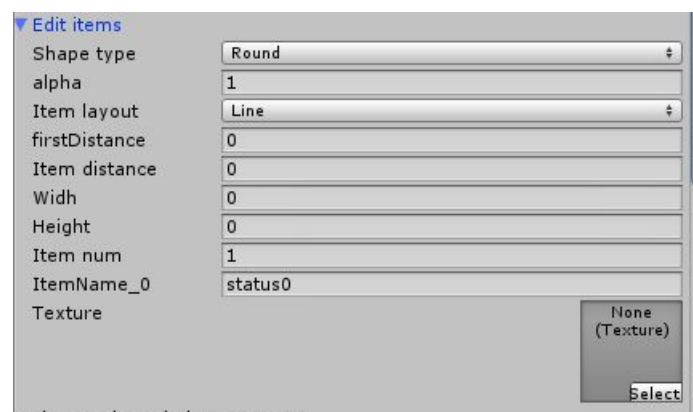 Edit items
Shape type Round
alpha 1
Item layout Line
firstDistance 0
Item distance 0
Widh 0
Height 0
Item num 1
ItemName_0 status0
Texture None
(Texture)
Select